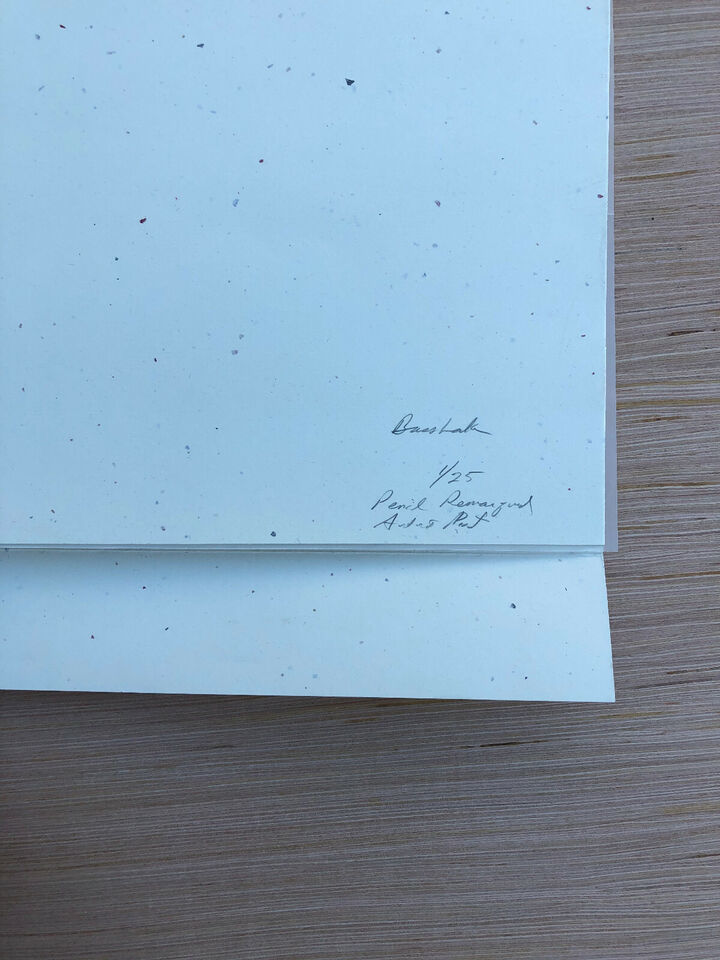 1/25
Pencil Remarqued
Artist Print